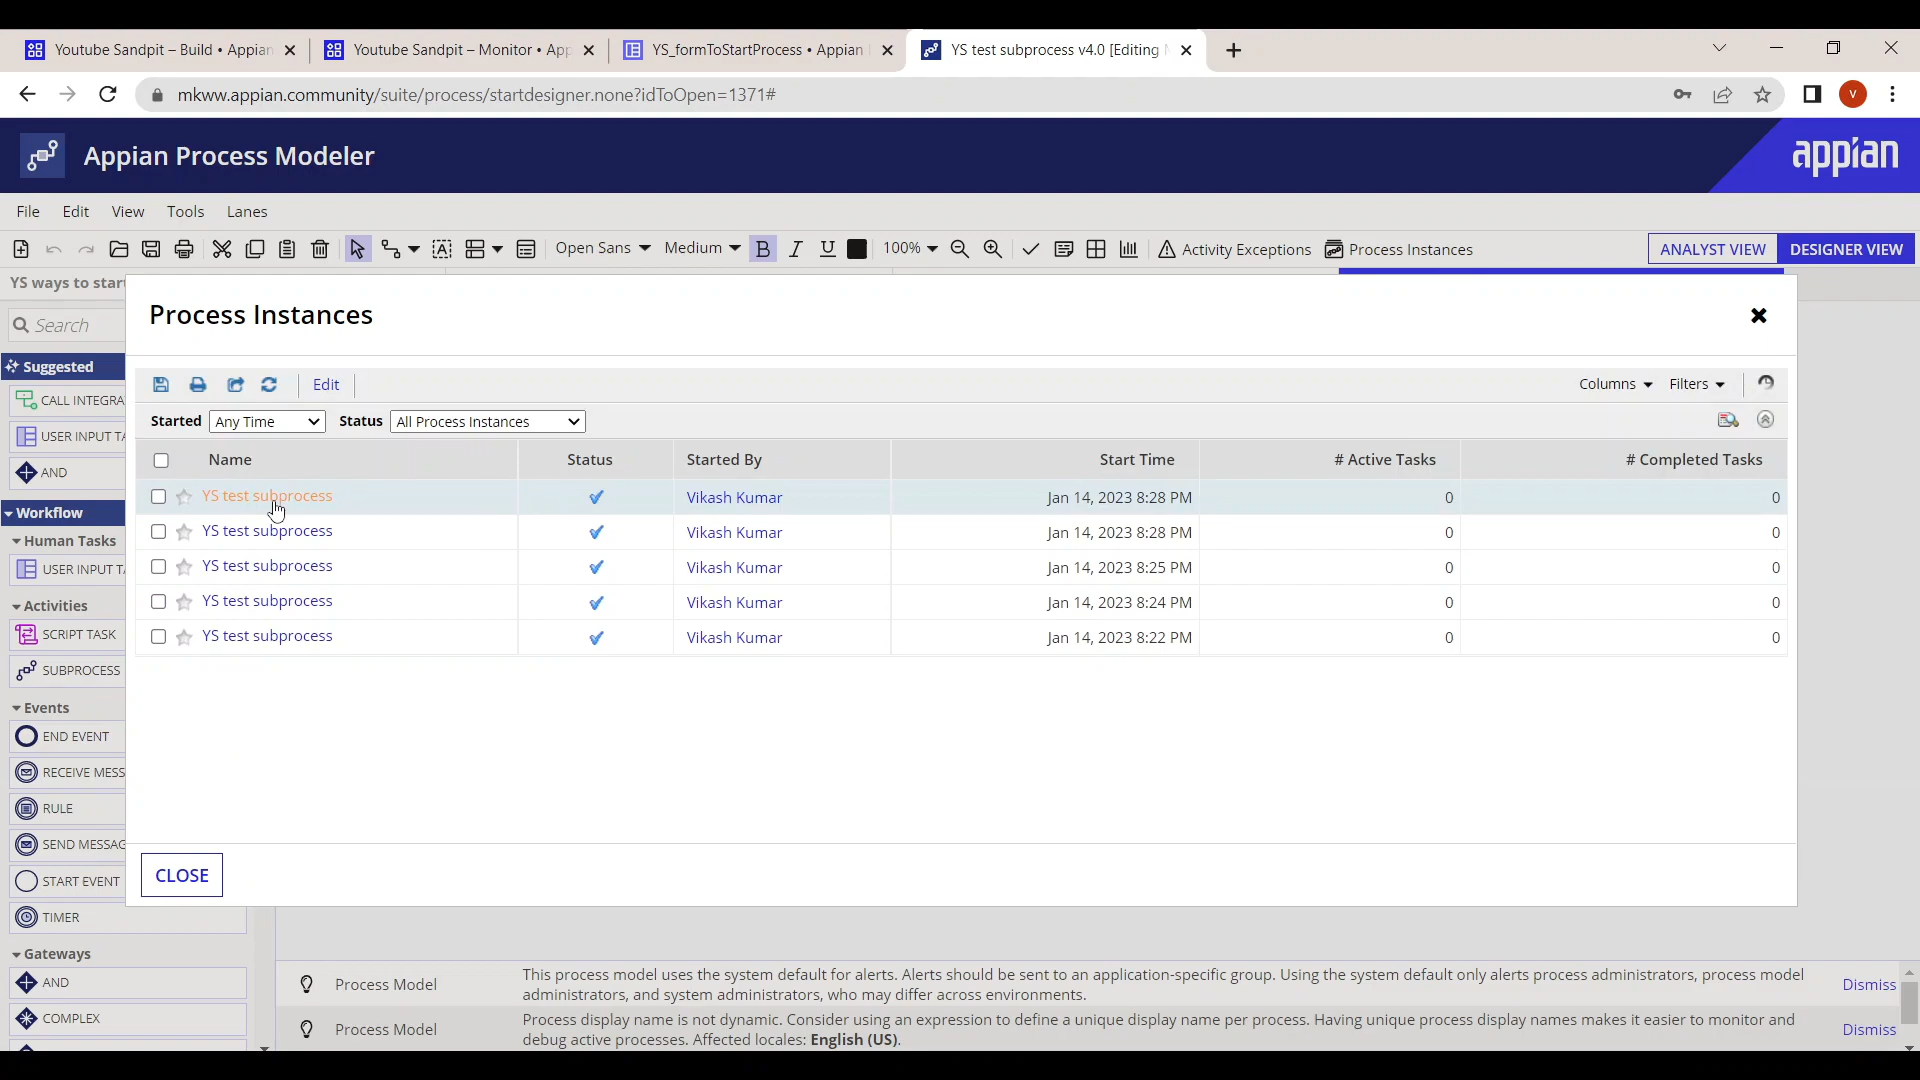 Youtube Sandpit – Build • Appian
Youtube Sandpit – Monitor • App
YS_formToStartProcess • Appian
YS test subprocess v4.0 [Editing
mkww.appian.community/suite/process/startdesigner.none?idToOpen=1371#
V
Appian Process Modeler
appian
File Edit View Tools Lanes
Open Sans Medium B I U 100% Activity Exceptions Process Instances ANALYST VIEW DESIGNER VIEW
YS ways to start
Search
Suggested
CALL INTEGRA
USER INPUT TA
AND
Workflow
Human Tasks
USER INPUT T
Activities
SCRIPT TASK
SUBPROCESS
Events
END EVENT
RECEIVE MESS
RULE
SEND MESSAG
START EVENT
TIMER
Gateways
AND
COMPLEX
Process Instances
Edit Columns Filters
Started Any Time Status All Process Instances
Name Status Started By Start Time # Active Tasks # Completed Tasks
YS test subprocess Vikash Kumar Jan 14, 2023 8:28 PM 0 0
YS test subprocess Vikash Kumar Jan 14, 2023 8:28 PM 0 0
YS test subprocess Vikash Kumar Jan 14, 2023 8:25 PM 0 0
YS test subprocess Vikash Kumar Jan 14, 2023 8:24 PM 0 0
YS test subprocess Vikash Kumar Jan 14, 2023 8:22 PM 0 0
CLOSE
Process Model
This process model uses the system default for alerts. Alerts should be sent to an application-specific group. Using the system default only alerts process administrators, process model
administrators, and system administrators, who may differ across environments.
Dismiss
Process Model
Process display name is not dynamic. Consider using an expression to define a unique display name per process. Having unique process display names makes it easier to monitor and
debug active processes. Affected locales: English (US).
Dismiss